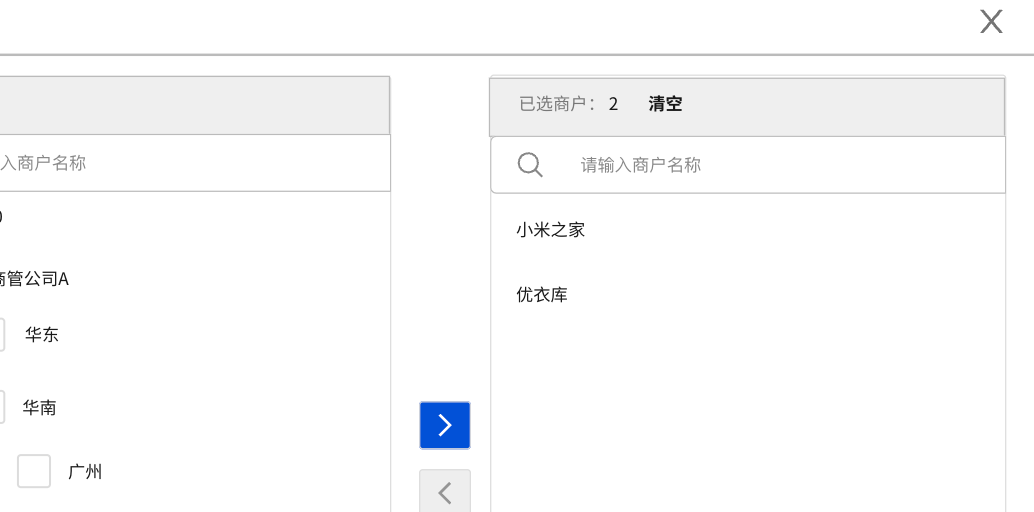 X
已选商户： 2 清空
入商户名称
请输入商户名称
小米之家
商管公司A
优衣库
华东
华南
广州